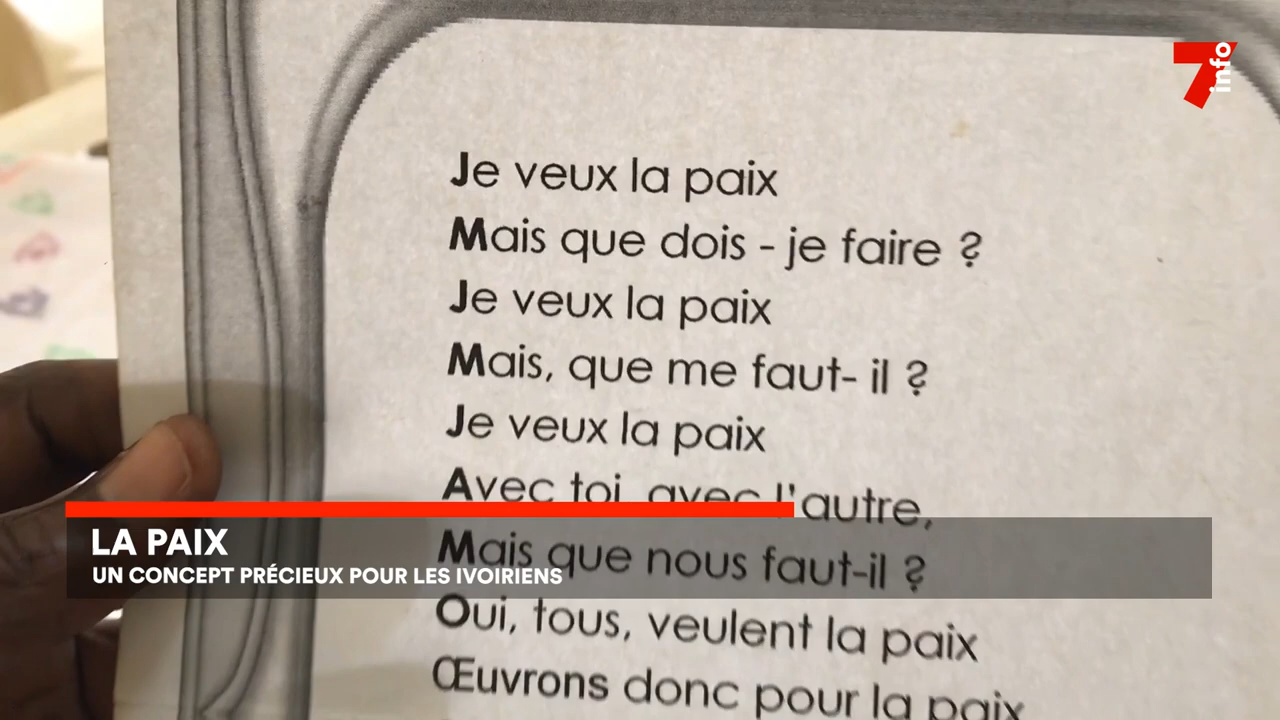 7info
Je veux la paix
Mais que dois - je faire ?
Je veux la paix
Mais, que me faut- il ?
Je veux la paix
Avec toi, avec l'autre,
Mais que nous faut-il ?
LA PAIX
UN CONCEPT PRÉCIEUX POUR LES IVOIRIENS
Oui, tous, veulent la paix
Œuvrons donc pour la paix